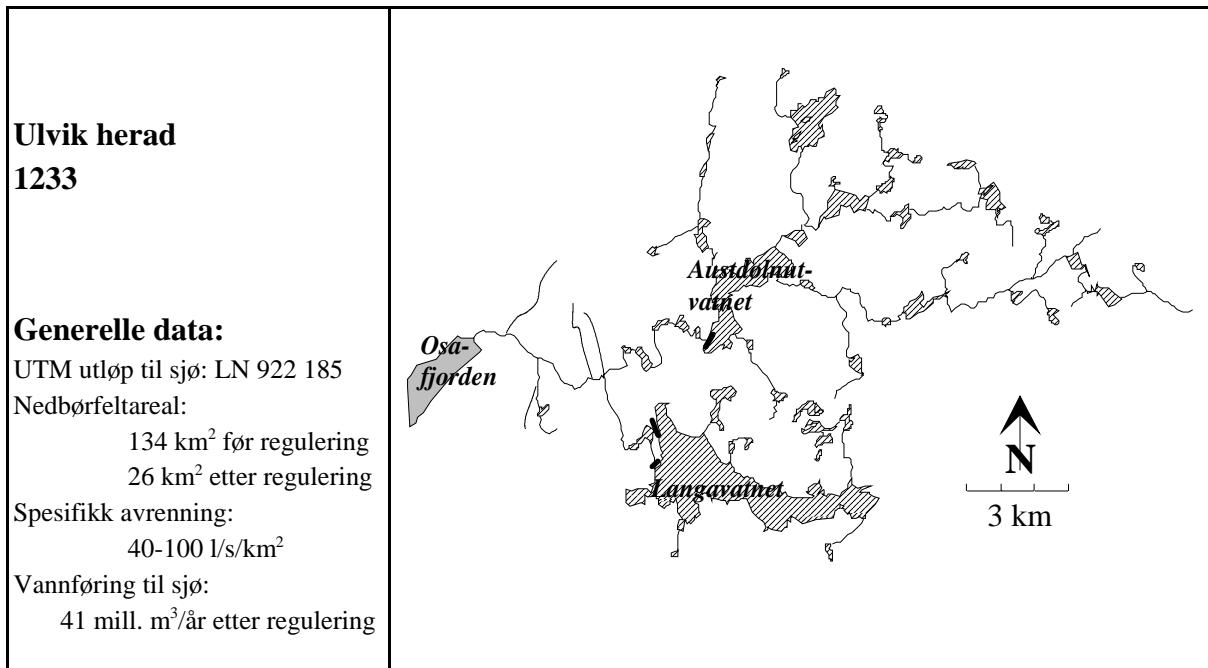 Ulvik herad
1233
Generelle data:
UTM utløp til sjø: LN 922 185
Nedbørfeltareal:
134 km² før regulering
26 km² etter regulering
Spesifikk avrenning:
40-100 l/s/km²
Vannføring til sjø:
41 mill. m³/år etter regulering
Austdølnut-
vatnet
Osa-
fjorden
Langavatnet
N
3 km